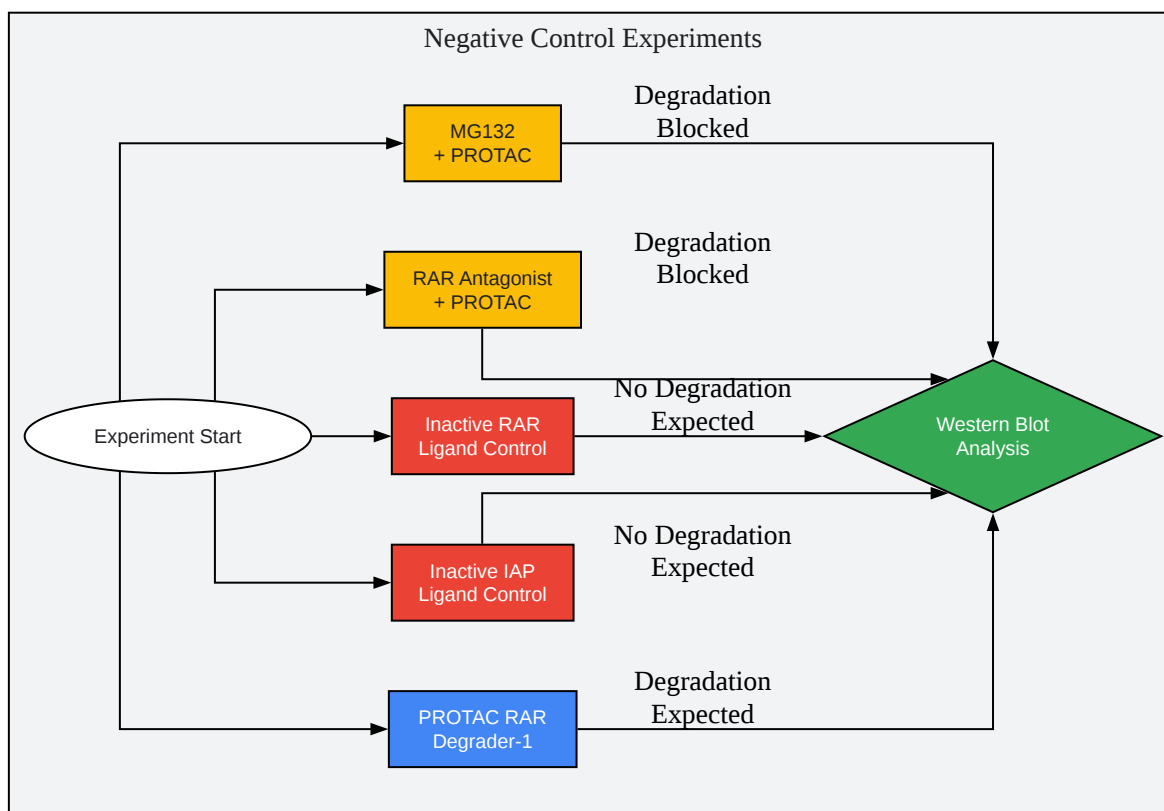 Negative Control Experiments
Degradation
Blocked
MG132
+ PROTAC
Degradation
Blocked
RAR Antagonist
+ PROTAC
No Degradation
Expected
Experiment Start
Inactive RAR
Ligand Control
Western Blot
Analysis
No Degradation
Expected
Inactive IAP
Ligand Control
Degradation
Expected
PROTAC RAR
Degrader-1